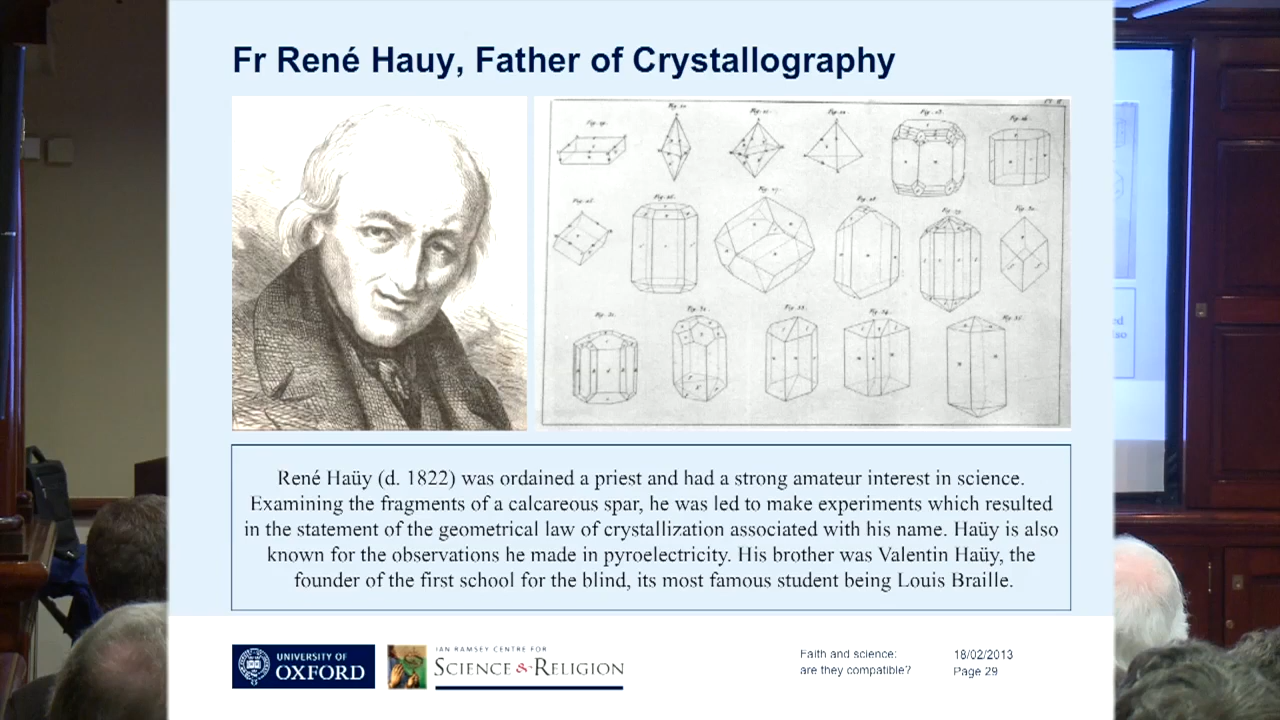 Fr René Hauy, Father of Crystallography
René Haüy (d. 1822) was ordained a priest and had a strong amateur interest in science.
Examining the fragments of a calcareous spar, he was led to make experiments which resulted
in the statement of the geometrical law of crystallization associated with his name. Haüy is also
known for the observations he made in pyroelectricity. His brother was Valentin Haüy, the
founder of the first school for the blind, its most famous student being Louis Braille.
UNIVERSITY OF
OXFORD
IAN RAMSEY CENTRE FOR
SCIENCE & RELIGION
Faith and science:
are they compatible?
18/02/2013
Page 29